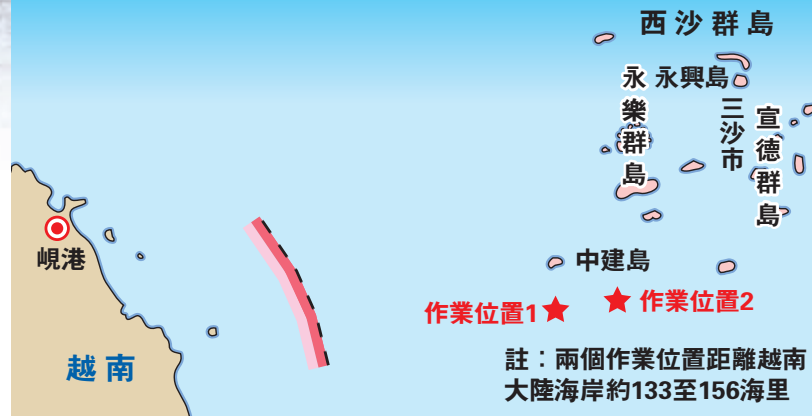 西沙群島
永興島
永樂群島
三沙市
宣德群島
峴港
中建島
作業位置1
作業位置2
越南
註：兩個作業位置距離越南
大陸海岸約133至156海里